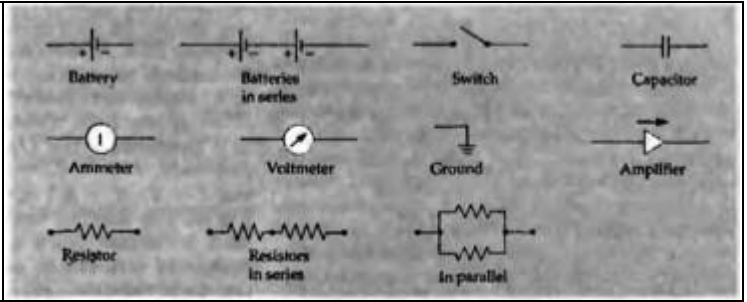 + -
+ - + -
Battery
Batteries
in series
Switch
Capacitor
I
Ammeter
Voltmeter
Ground
Amplifier
Resistor
Resistors
in series
In parallel